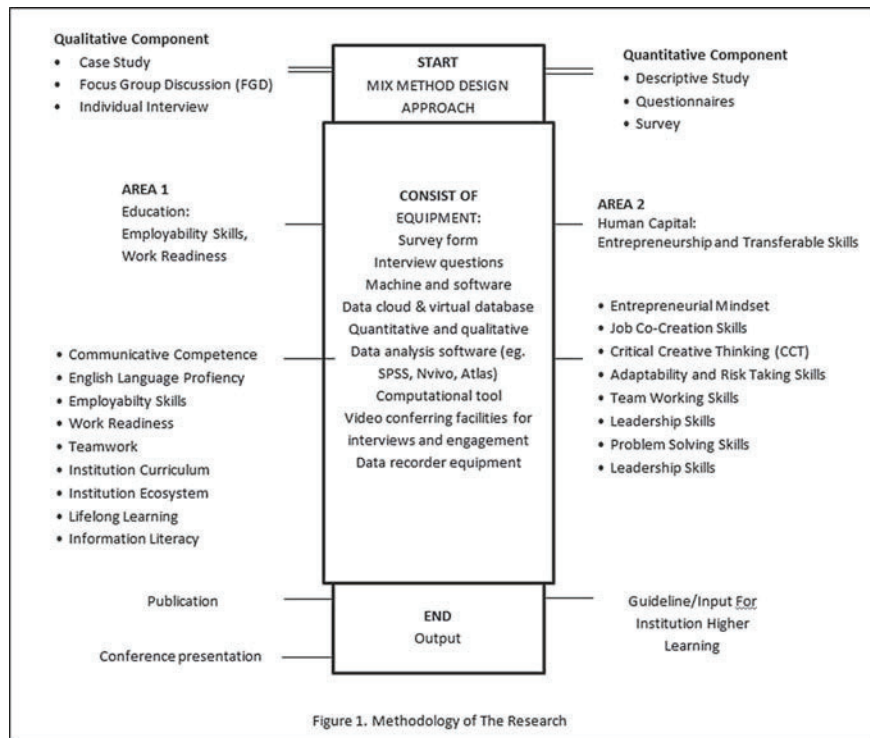 Qualitative Component
• Case Study
• Focus Group Discussion (FGD)
• Individual Interview
START
MIX METHOD DESIGN
APPROACH
Quantitative Component
• Descriptive Study
• Questionnaires
• Survey
AREA 1
Education:
Employability Skills,
Work Readiness
CONSIST OF
EQUIPMENT:
Survey form
Interview questions
Machine and software
Data cloud & virtual database
Quantitative and qualitative
Data analysis software (eg.
SPSS, Nvivo, Atlas)
Computational tool
Video conferring facilities for
interviews and engagement
Data recorder equipment
AREA 2
Human Capital:
Entrepreneurship and Transferable Skills
• Communicative Competence
• English Language Profiency
• Employabilty Skills
• Work Readiness
• Teamwork
• Institution Curriculum
• Institution Ecosystem
• Lifelong Learning
• Information Literacy
• Entrepreneurial Mindset
• Job Co-Creation Skills
• Critical Creative Thinking (CCT)
• Adaptability and Risk Taking Skills
• Team Working Skills
• Leadership Skills
• Problem Solving Skills
• Leadership Skills
Publication
Conference presentation
END
Output
Guideline/Input For
Institution Higher
Learning
Figure 1. Methodology of The Research